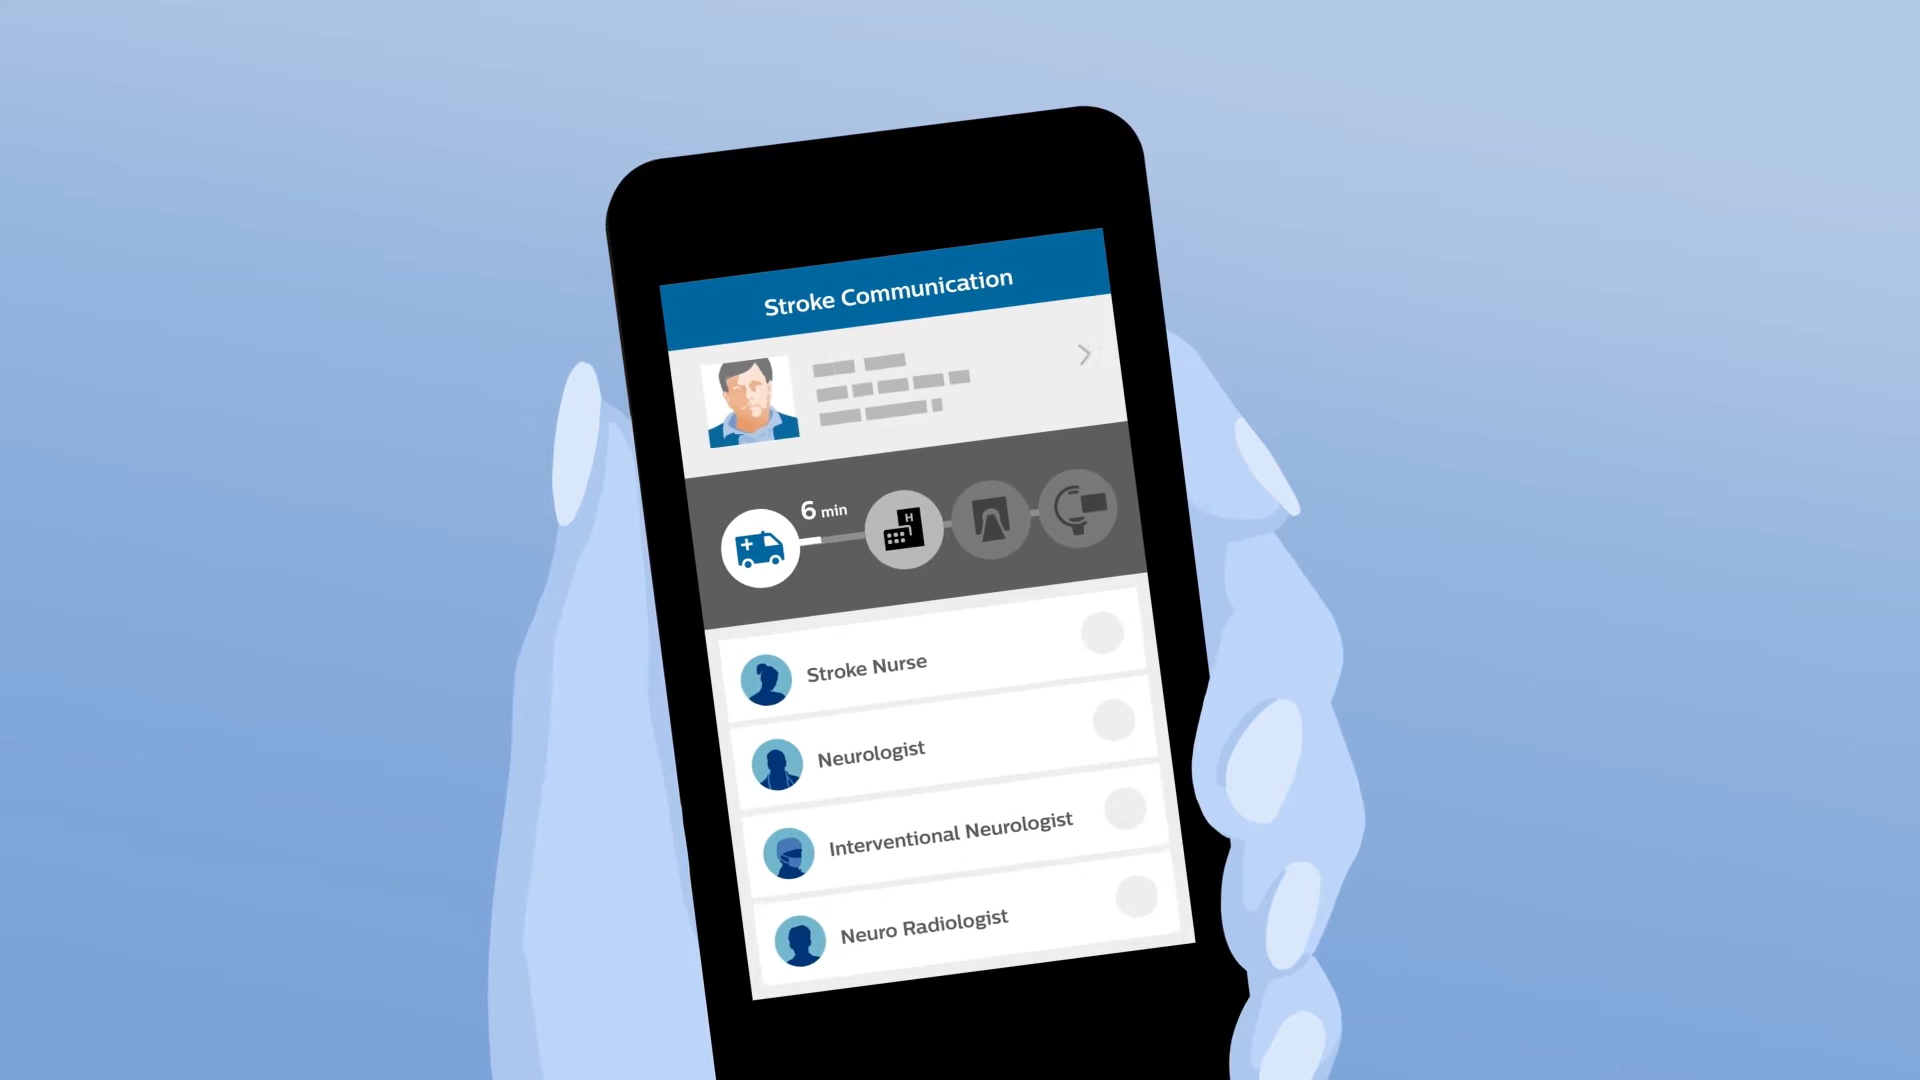 Stroke Communication
6 min
H
Stroke Nurse
Neurologist
Interventional Neurologist
Neuro Radiologist